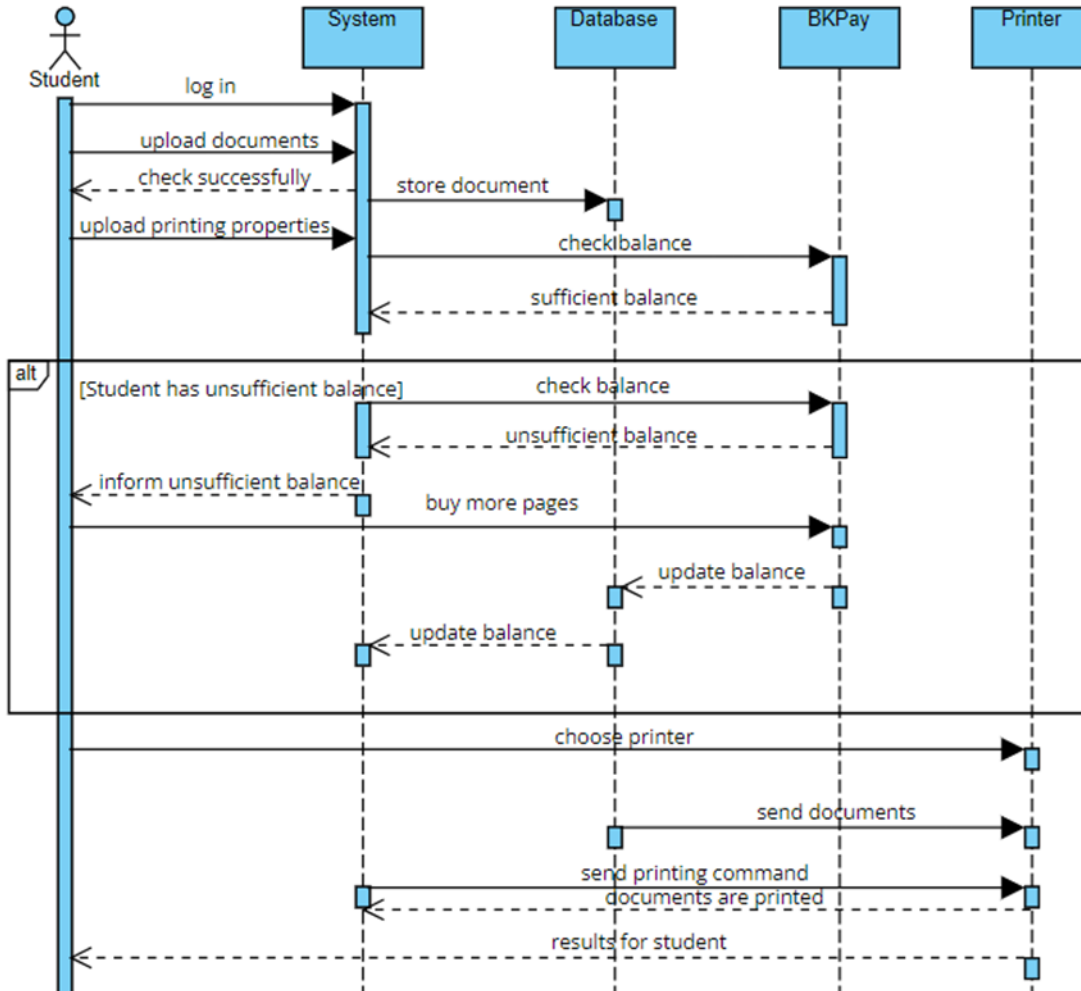 System
Database
BKPay
Printer
Student
log in
upload documents
check successfully
store document
upload printing properties
check balance
sufficient balance
alt
[Student has unsufficient balance]
check balance
unsufficient balance
inform unsufficient balance
buy more pages
update balance
update balance
choose printer
send documents
send printing command
documents are printed
results for student